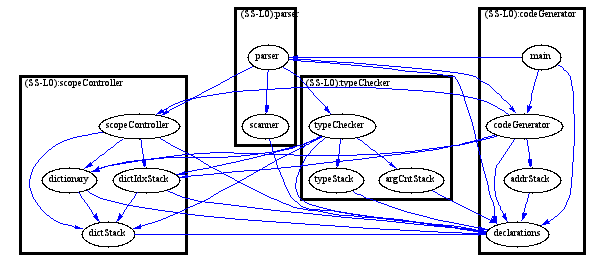 (SS-L0):parser
(SS-L0):codeGenerator
parser
main
(SS-L0):scopeController
(SS-L0):typeChecker
scopeController
scanner
typeChecker
codeGenerator
dictionary
dictIdxStack
typeStack
argCntStack
addrStack
dictStack
declarations